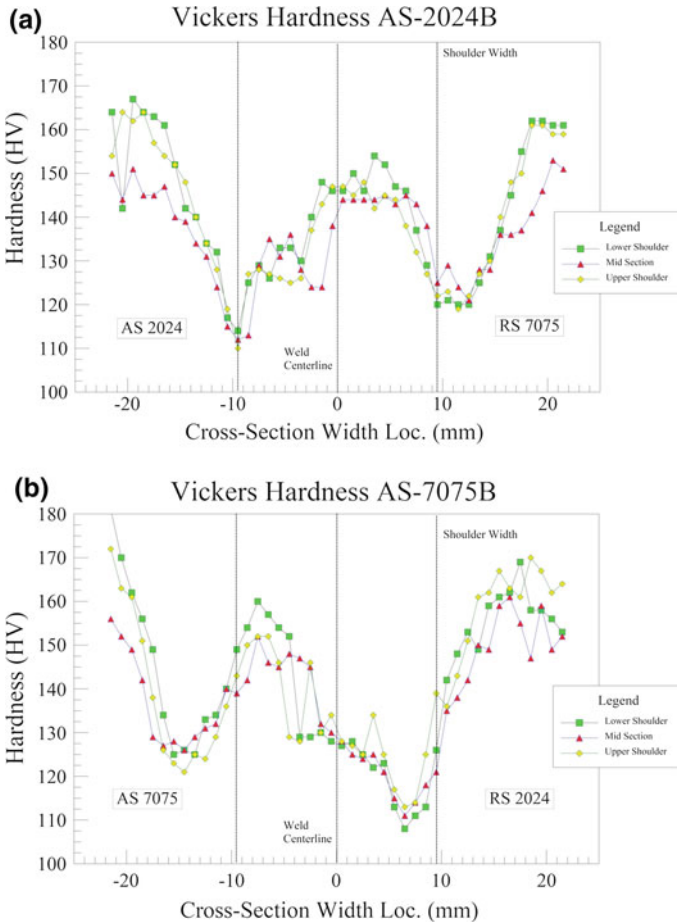 (a)
Vickers Hardness AS-2024B
180
170
160
150
140
130
120
110
100
Hardness (HV)
Shoulder Width
Legend
Lower Shoulder
Mid Section
Upper Shoulder
AS 2024
Weld
Centerline
RS 7075
-20 -10 0 10 20
Cross-Section Width Loc. (mm)
(b)
Vickers Hardness AS-7075B
180
170
160
150
140
130
120
110
100
Hardness (HV)
Shoulder Width
Legend
Lower Shoulder
Mid Section
Upper Shoulder
AS 7075
Weld
Centerline
RS 2024
-20 -10 0 10 20
Cross-Section Width Loc. (mm)